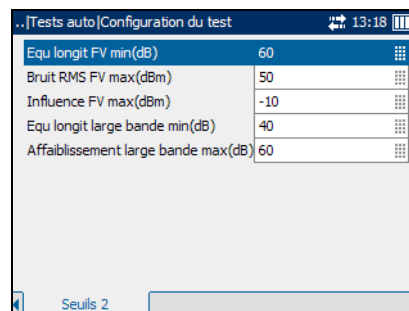 ..|Tests auto|Configuration du test 13:18
Equ longit FV min(dB) 60
Bruit RMS FV max(dBm) 50
Influence FV max(dBm) -10
Equ longit large bande min(dB) 40
Affaiblissement large bande max(dB) 60
Seuils 2